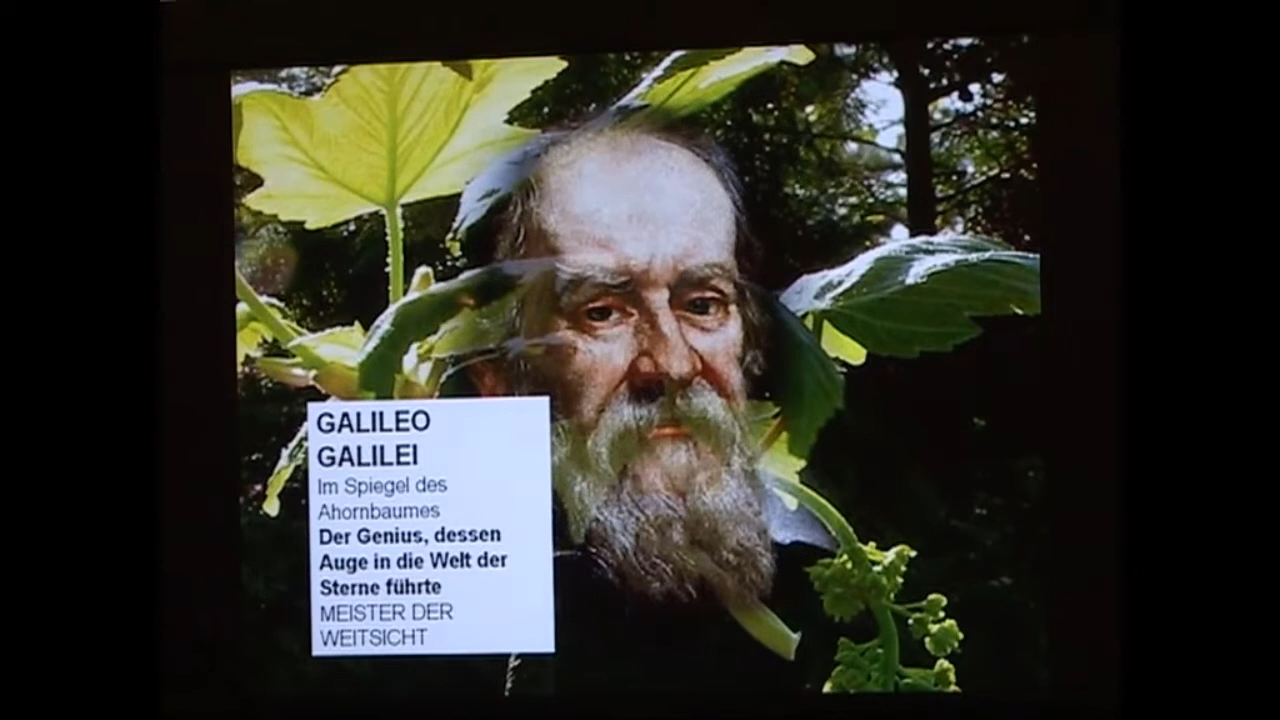 GALILEO
GALILEI
Im Spiegel des
Ahornbaumes
Der Genius, dessen
Auge in die Welt der
Sterne führte
MEISTER DER
WEITSICHT